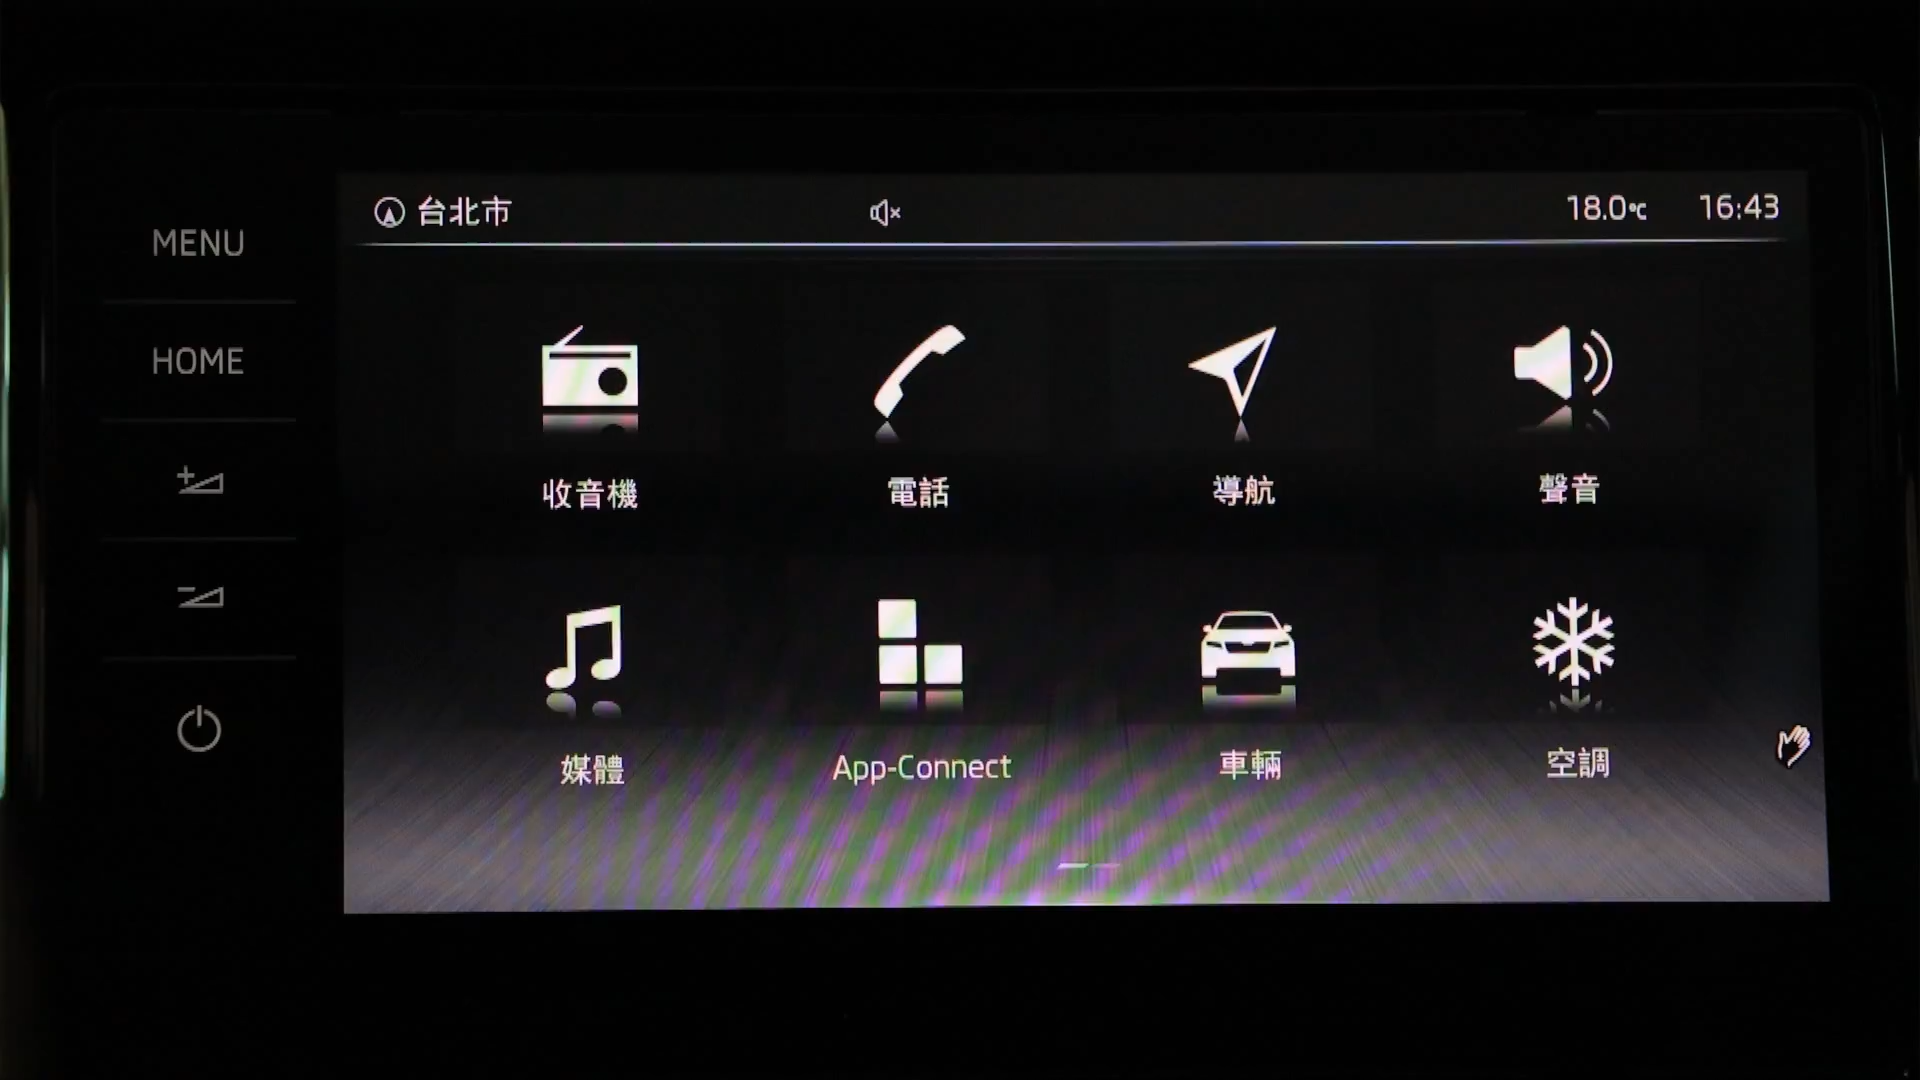 MENU
HOME
台北市
18.0°C
16:43
收音機
電話
導航
聲音
媒體
App-Connect
車輛
空調